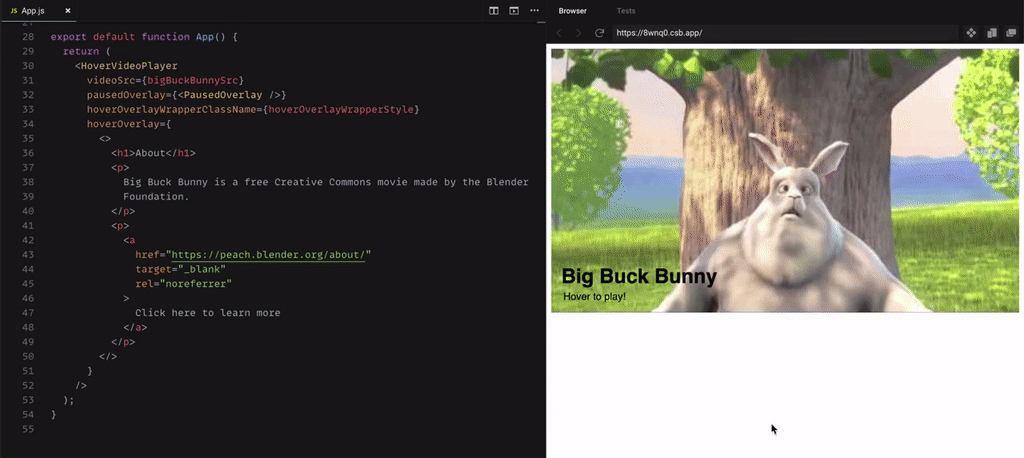 JS App.js ×
27
28 export default function App() {
29 return (
30 <HoverVideoPlayer
31 videoSrc={bigBuckBunnySrc}
32 pausedOverlay={<PausedOverlay />}
33 hoverOverlayWrapperClassName={hoverOverlayWrapperStyle}
34 hoverOverlay={
35 <>
36 <h1>About</h1>
37 <p>
38 Big Buck Bunny is a free Creative Commons movie made by the Blender
39 Foundation.
40 </p>
41 <p>
42 <a
43 href="https://peach.blender.org/about/"
44 target="_blank"
45 rel="noreferrer"
46 >
47 Click here to learn more
48 </a>
49 </p>
50 </>
51 }
52 />
53 );
54 }
55
Browser Tests
https://8wnq0.csb.app/
Big Buck Bunny
Hover to play!